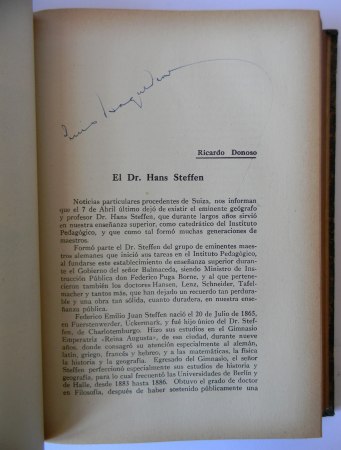 Ricardo Donoso
El Dr. Hans Steffen
Noticias particulares procedentes de Suiza, nos informan
que el 7 de Abril último dejó de existir el eminente geógrafo
y profesor Dr. Hans Steffen, que durante largos años sirvió
en nuestra enseñanza superior, como catedrático del Instituto
Pedagógico, y que como tal formó muchas generaciones de
maestros.
Formó parte el Dr. Steffen del grupo de eminentes maes-
tros alemanes que inició sus tareas en el Instituto Pedagógico,
al fundarse este establecimiento de enseñanza superior duran-
te el Gobierno del señor Balmaceda, siendo Ministro de Ins-
trucción Pública don Federico Puga Borne, y al que pertene-
cieron también los doctores Hansen, Lenz, Schneider, Tafel-
macher y tantos más, que han dejado un recuerdo tan perdura-
ble y una obra tan sólida, cuanto duradera, en nuestra ense-
ñanza pública.
Federico Emilio Juan Steffen nació el 20 de Julio de 1865,
en Fuerstenwerder, Uckermark, y fué hijo único del Dr. Stef-
fen, de Charlotenburgo. Hizo sus estudios en el Gimnasio
Emperatriz «Reina Augusta», de esa ciudad, durante nueve
años, donde consagró su atención especialmente al alemán,
latín, griego, francés y hebreo, y a las matemáticas, la física
la historia y la geografía. Egresado del Gimnasio, el señor
Steffen perfeccionó especialmente sus estudios de historia y
geografía, para lo cual frecuentó las Universidades de Berlín y
de Halle, desde 1883 hasta 1886. Obtuvo el grado de doctor
en Filosofía, después de haber sostenido públicamente una